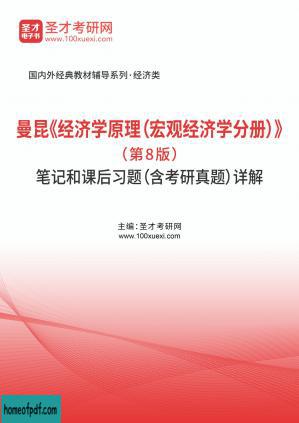 圣才
电子书
圣才考研网
www.100xuexi.com
国内外经典教材辅导系列·经济类
曼昆《经济学原理(宏观经济学分册)》
(第8版)
笔记和课后习题(含考研真题)详解
主编:圣才考研网
www.100xuexi.com
homeofpdf.com